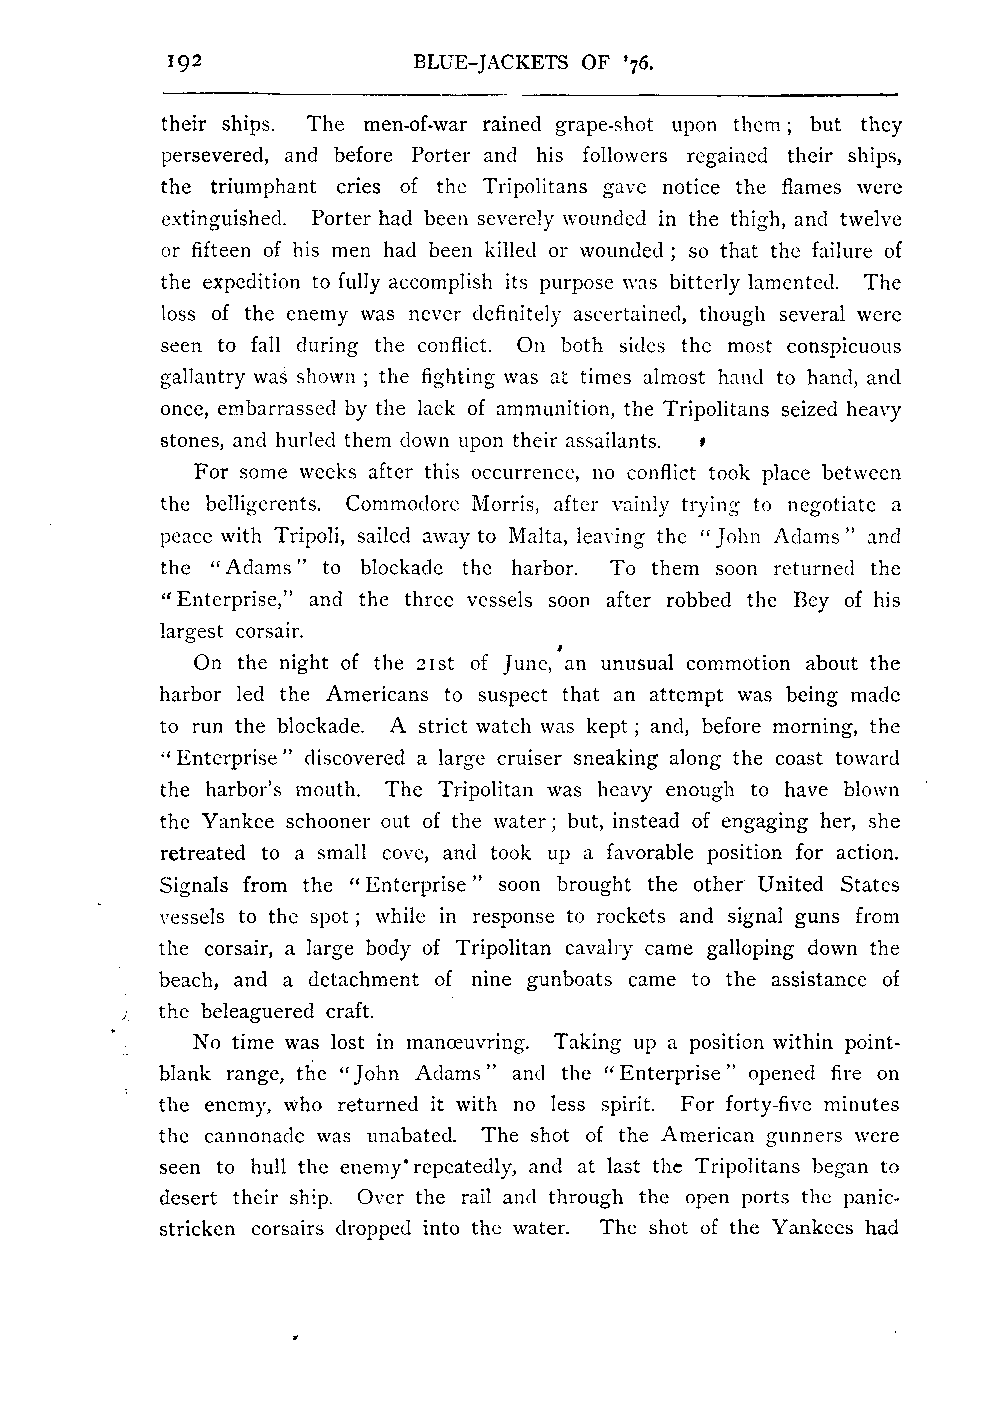 192 BLUE-JACKETS OF '76.
their ships. The men-of-war rained grape-shot upon them; but they
persevered, and before Porter and his followers regained their ships,
the triumphant cries of the Tripolitans gave notice the flames were
extinguished. Porter had been severely wounded in the thigh, and twelve
or fifteen of his men had been killed or wounded; so that the failure of
the expedition to fully accomplish its purpose was bitterly lamented. The
loss of the enemy was never definitely ascertained, though several were
seen to fall during the conflict. On both sides the most conspicuous
gallantry was shown; the fighting was at times almost hand to hand, and
once, embarrassed by the lack of ammunition, the Tripolitans seized heavy
stones, and hurled them down upon their assailants.
For some weeks after this occurrence, no conflict took place between
the belligerents. Commodore Morris, after vainly trying to negotiate a
peace with Tripoli, sailed away to Malta, leaving the "John Adams" and
the "Adams" to blockade the harbor. To them soon returned the
"Enterprise," and the three vessels soon after robbed the Bey of his
largest corsair.
On the night of the 21st of June, an unusual commotion about the
harbor led the Americans to suspect that an attempt was being made
to run the blockade. A strict watch was kept; and, before morning, the
"Enterprise" discovered a large cruiser sneaking along the coast toward
the harbor's mouth. The Tripolitan was heavy enough to have blown
the Yankee schooner out of the water; but, instead of engaging her, she
retreated to a small cove, and took up a favorable position for action.
Signals from the "Enterprise" soon brought the other United States
vessels to the spot; while in response to rockets and signal guns from
the corsair, a large body of Tripolitan cavalry came galloping down the
beach, and a detachment of nine gunboats came to the assistance of
the beleaguered craft.
No time was lost in manœuvring. Taking up a position within point-
blank range, the "John Adams" and the "Enterprise" opened fire on
the enemy, who returned it with no less spirit. For forty-five minutes
the cannonade was unabated. The shot of the American gunners were
seen to hull the enemy repeatedly, and at last the Tripolitans began to
desert their ship. Over the rail and through the open ports the panic-
stricken corsairs dropped into the water. The shot of the Yankees had